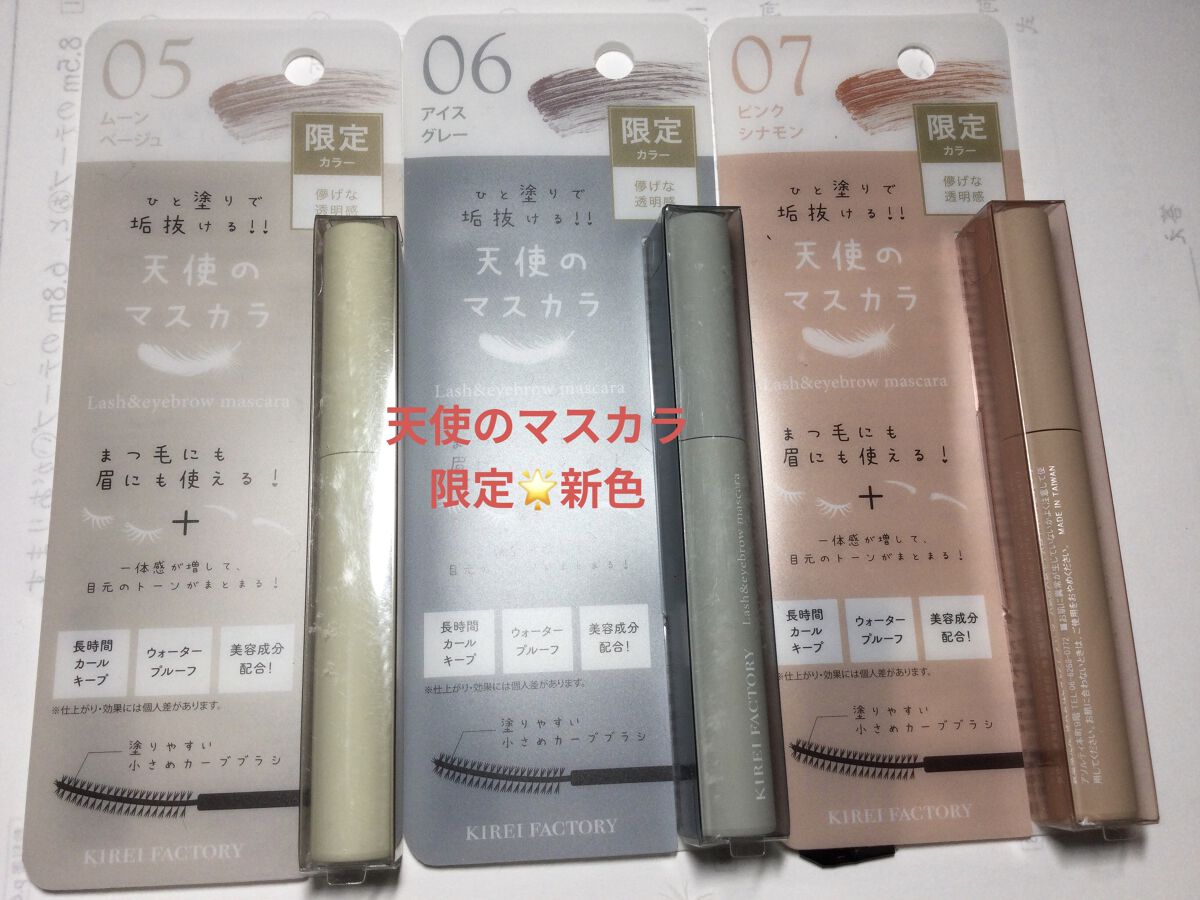 05
ムーン
ベージュ
限定
カラー
儚げな
透明感
ひと塗りで
垢抜ける!!
天使の
マスカラ
Lash&eyebrow mascara
まつ毛にも
眉にも使える!
+
一体感が増して、
目元のトーンがまとまる!
長時間
カール
キープ
ウォーター
プルーフ
美容成分
配合!
※仕上がり・効果には個人差があります。
塗りやすい
小さめカーブブラシ
KIREI FACTORY
06
アイス
グレー
限定
カラー
儚げな
透明感
ひと塗りで
垢抜ける!!
天使の
マスカラ
Lash&eyebrow mascara
天使のマスカラ
限定🌟新色
目元のトーンがまとまる!
長時間
カール
キープ
ウォーター
プルーフ
美容成分
配合!
※仕上がり・効果には個人差があります。
塗りやすい
小さめカーブブラシ
KIREI FACTORY
KIREI FACTORY Lash&eyebrow mascara
07
ピンク
シナモン
限定
カラー
儚げな
透明感
ひと塗りで
垢抜ける!!
天使の
マスカラ
Lash&eyebrow mascara
まつ毛にも
眉にも使える!
+
一体感が増して、
目元のトーンがまとまる!
長時間
カール
キープ
ウォーター
プルーフ
美容成分
配合!
※仕上がり・効果には個人差があります。
塗りやすい
小さめカーブブラシ
KIREI FACTORY
MADE IN TAIWAN